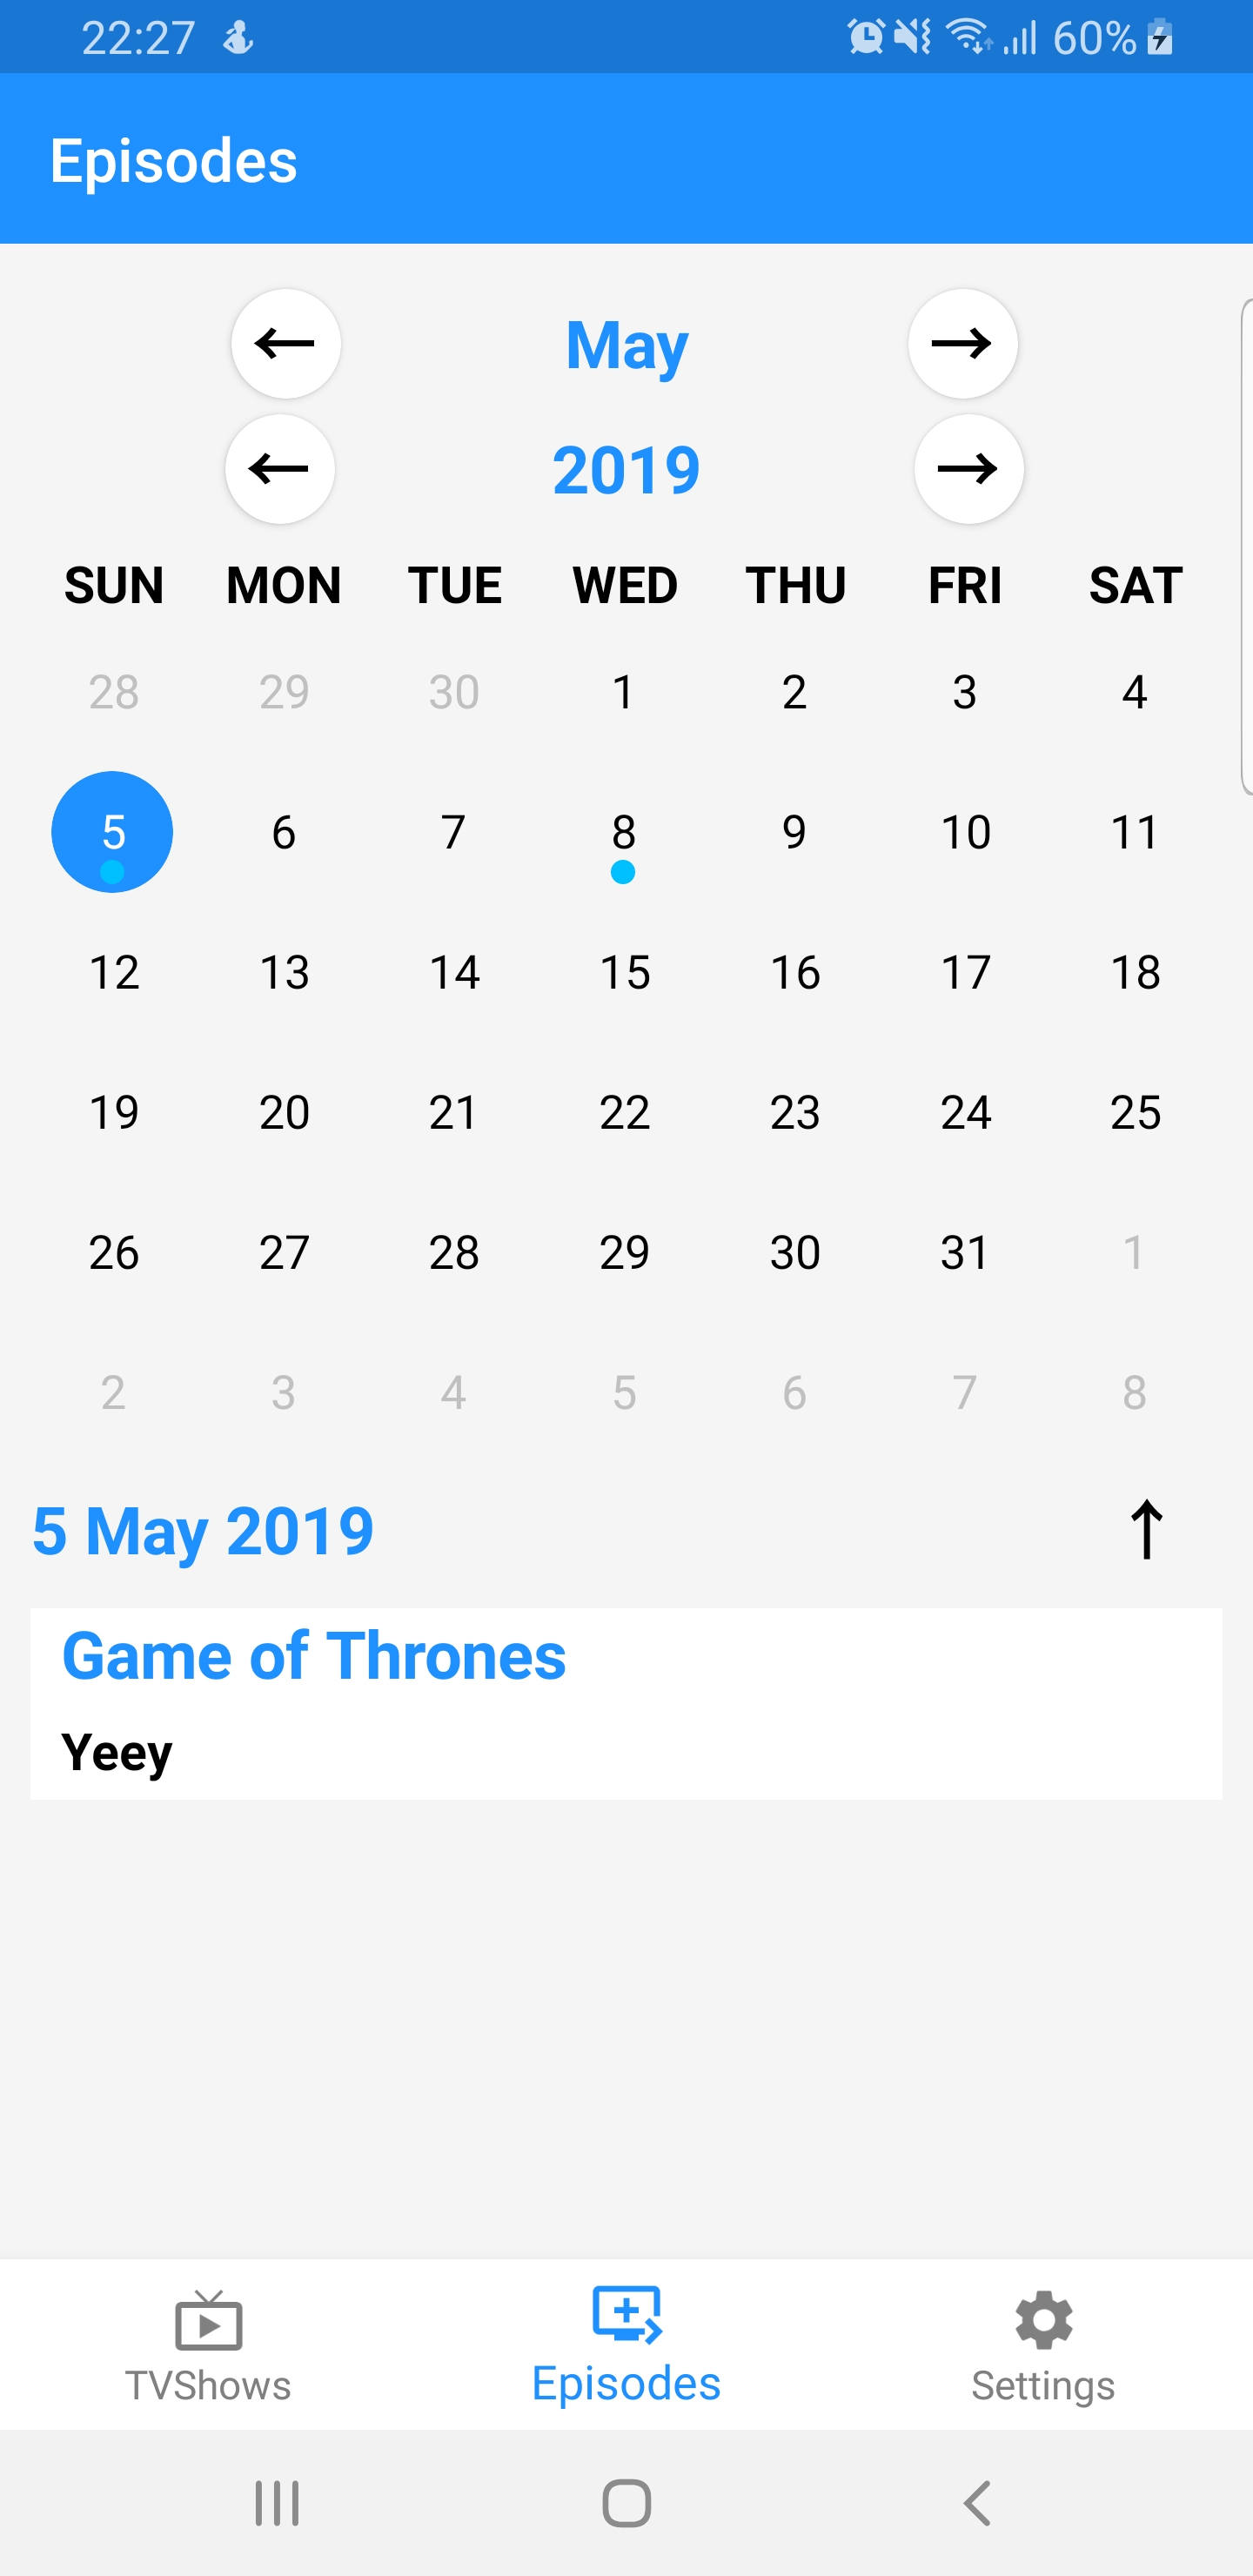 22:27 60%
Episodes
May
2019
SUN MON TUE WED THU FRI SAT
28 29 30 1 2 3 4
5 6 7 8 9 10 11
12 13 14 15 16 17 18
19 20 21 22 23 24 25
26 27 28 29 30 31 1
2 3 4 5 6 7 8
5 May 2019
Game of Thrones
Yeey
TVShows Episodes Settings